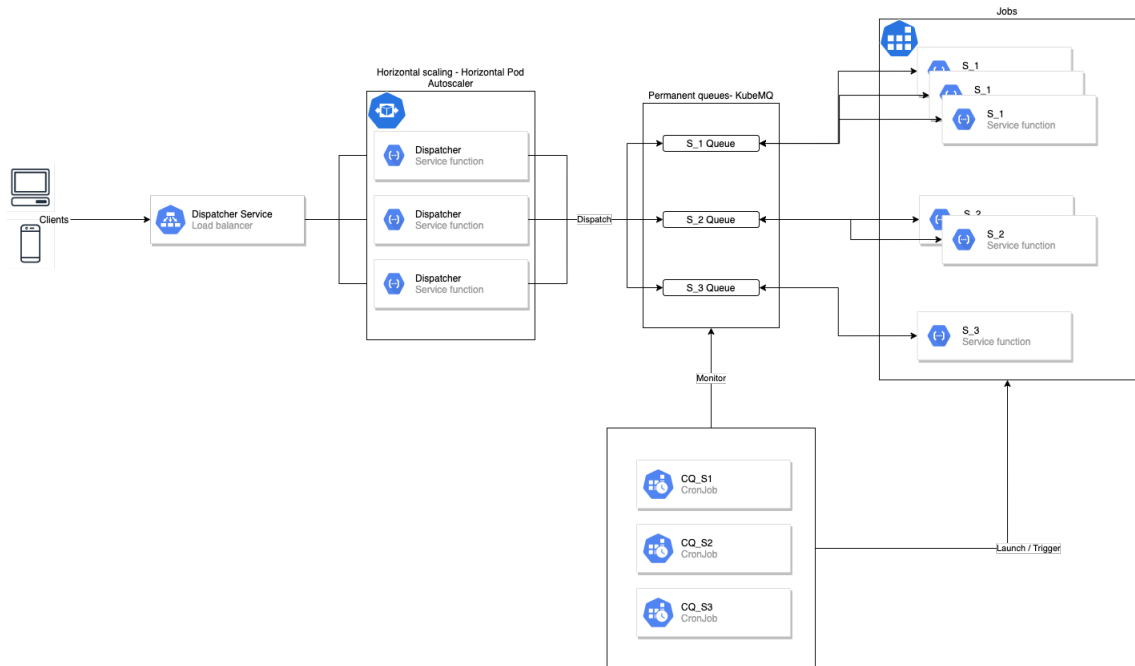 Jobs
Horizontal scaling - Horizontal Pod
Autoscaler
Permanent queues- KubeMQ
S_1
S_1
S_1
Service function
Dispatcher
Service function
S_1 Queue
Clients
Dispatcher Service
Load balancer
Dispatcher
Service function
Dispatch
S_2 Queue
S_2
S_2
Service function
Dispatcher
Service function
S_3 Queue
S_3
Service function
Monitor
CQ_S1
CronJob
CQ_S2
CronJob
Launch / Trigger
CQ_S3
CronJob